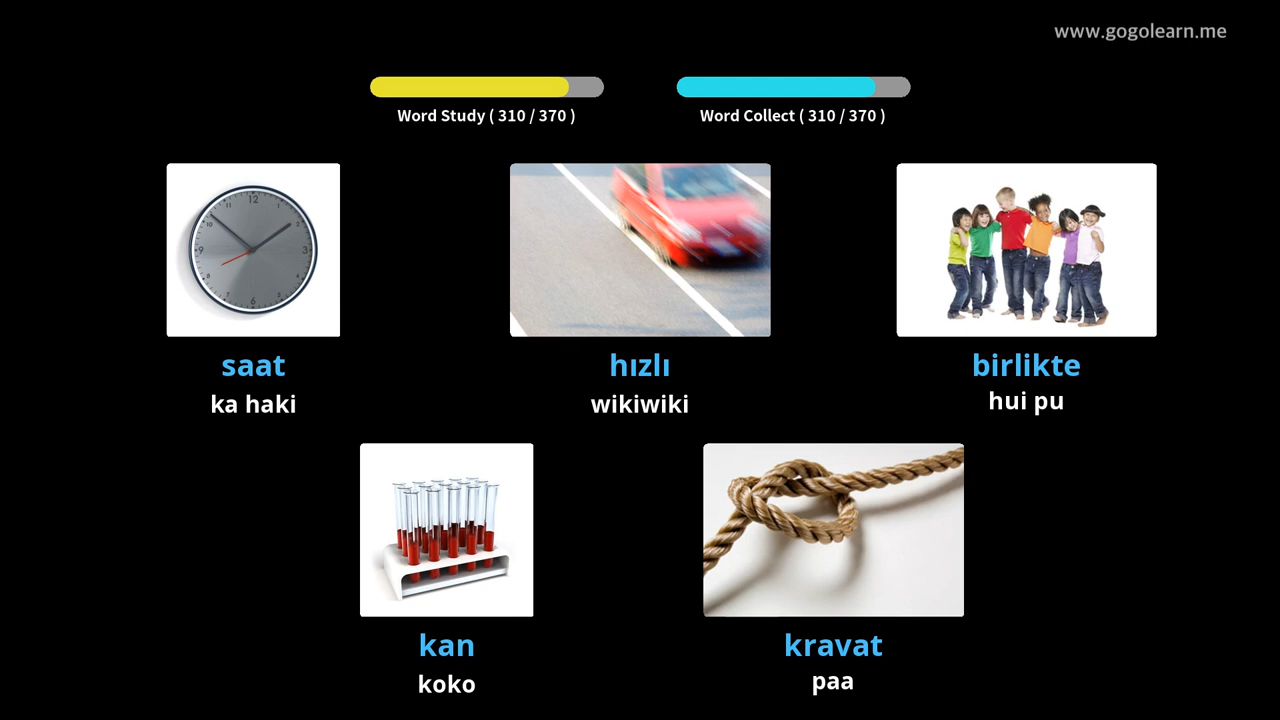 www.gogolearn.me
Word Study ( 310 / 370 )
Word Collect ( 310 / 370 )
saat
ka haki
hızlı
wikiwiki
birlikte
hui pu
kan
koko
kravat
paa